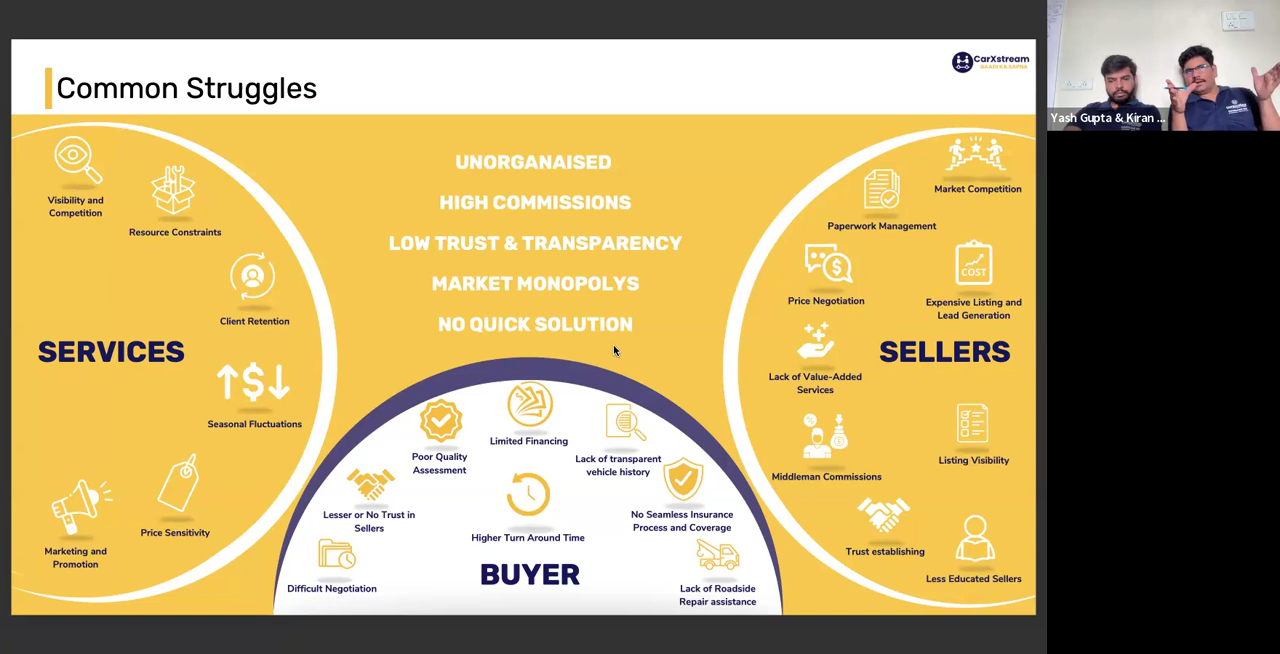 Common Struggles
CarXstream
Yash Gupta & Kiran ...
UNORGANAISED
HIGH COMMISSIONS
LOW TRUST & TRANSPARENCY
MARKET MONOPOLYS
NO QUICK SOLUTION
Visibility and
Competition
Resource Constraints
Client Retention
SERVICES
Seasonal Fluctuations
Price Sensitivity
Marketing and
Promotion
Limited Financing
Poor Quality
Assessment
Lack of transparent
vehicle history
Lesser or No Trust in
Sellers
Higher Turn Around Time
No Seamless Insurance
Process and Coverage
Difficult Negotiation
BUYER
Lack of Roadside
Repair assistance
Market Competition
Paperwork Management
COST
Price Negotiation
Expensive Listing and
Lead Generation
SELLERS
Lack of Value-Added
Services
Listing Visibility
Middleman Commissions
Trust establishing
Less Educated Sellers